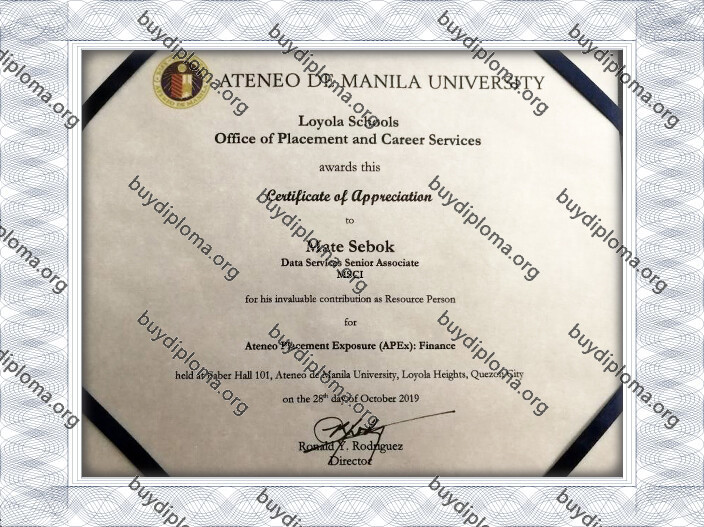 ATENEO DE MANILA UNIVERSITY
Loyola Schools
Office of Placement and Career Services
awards this
Certificate of Appreciation
to
Mate Sebok
Data Services Senior Associate
MSCI
for his invaluable contribution as Resource Person
for
Ateneo Placement Exposure (APEx): Finance
held at Faber Hall 101, Ateneo de Manila University, Loyola Heights, Quezon City
on the 28th day of October 2019
Ronald Y. Rodriguez
Director
buydiploma.org